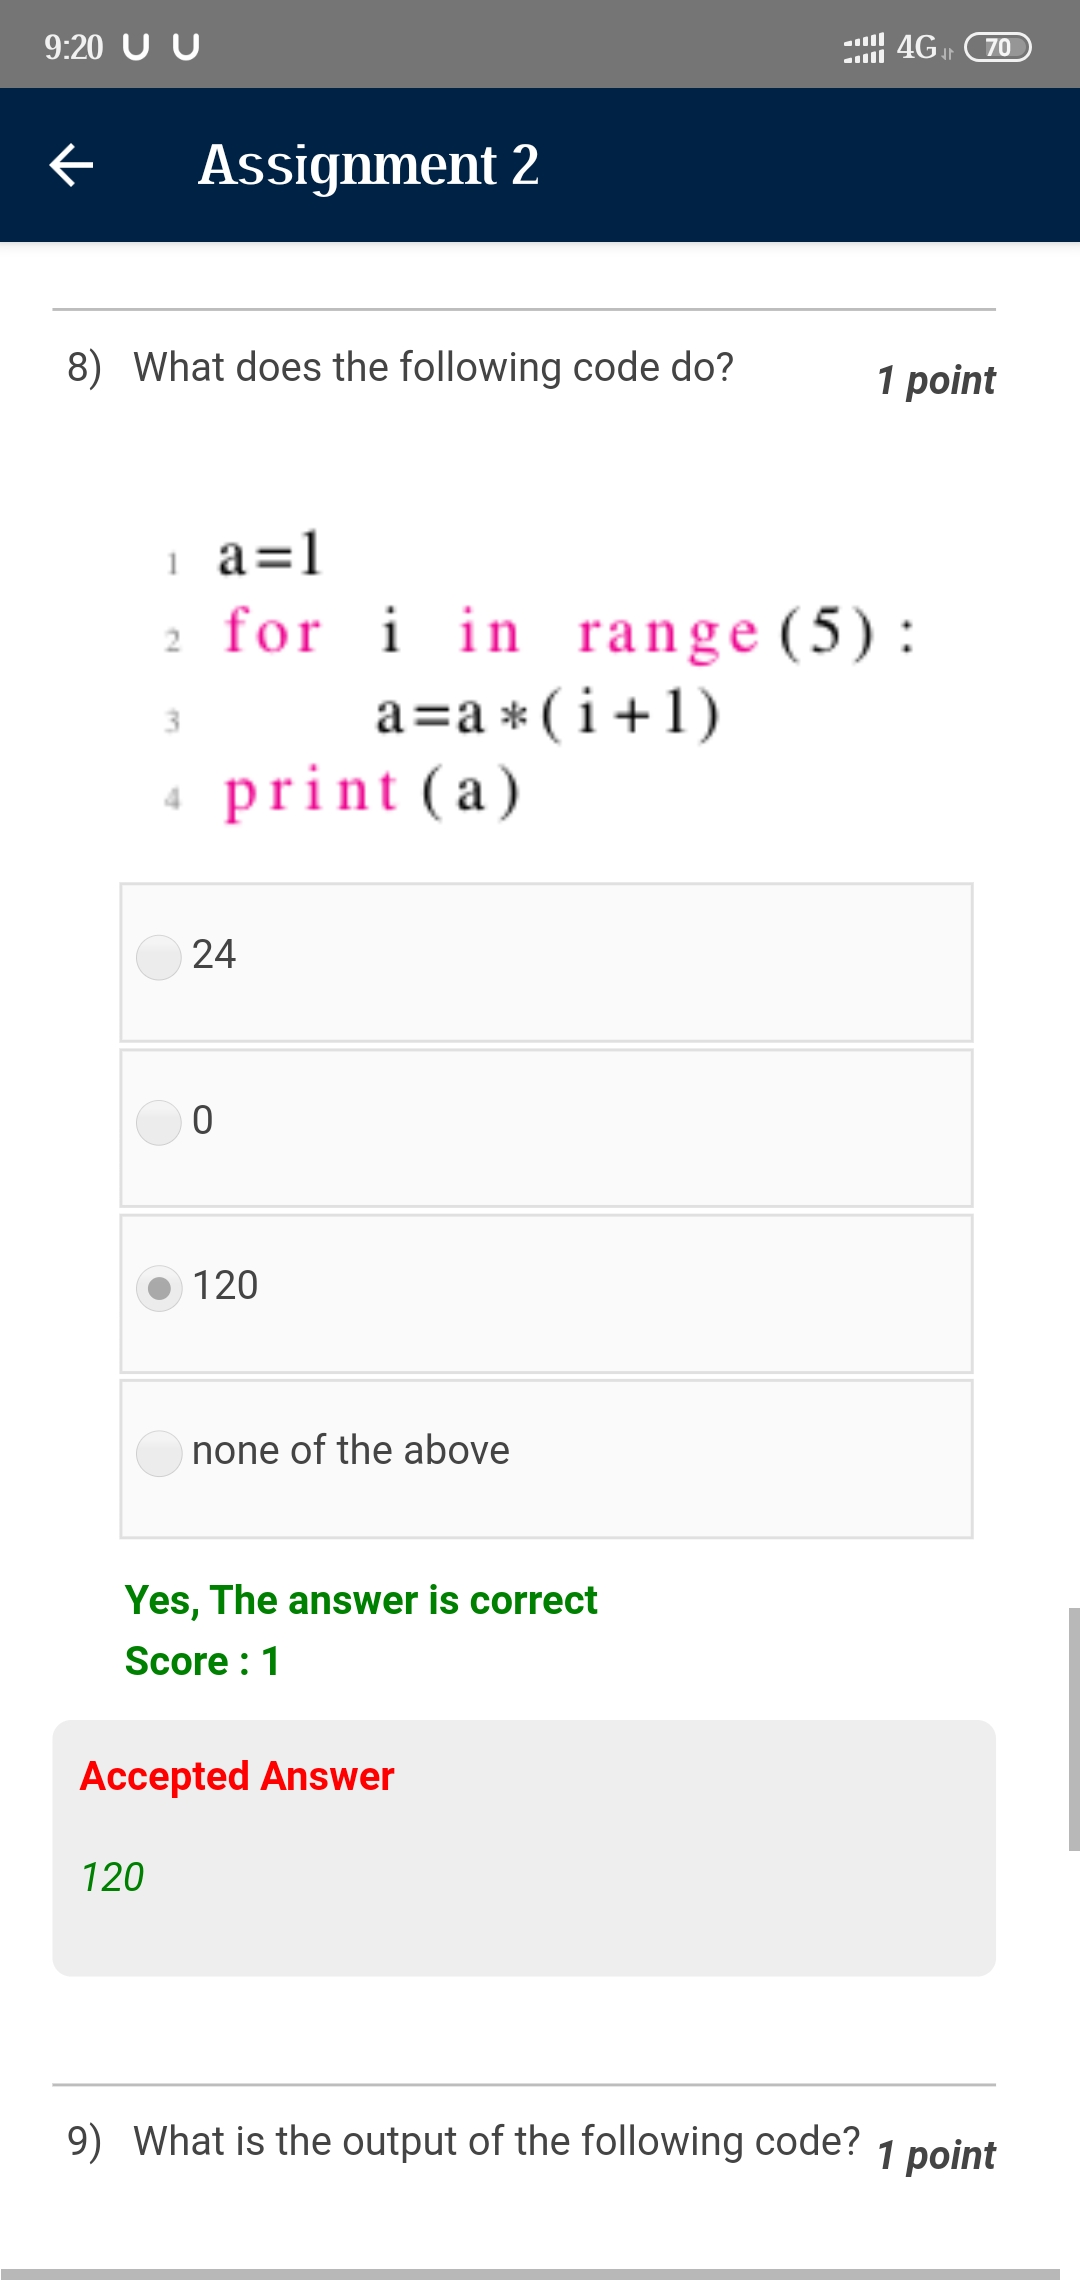 9:20 4G 70
Assignment 2
8) What does the following code do? 1 point
1 a=1
2 for i in range(5):
3 a=a*(i+1)
4 print(a)
24
0
120
none of the above
Yes, The answer is correct
Score : 1
Accepted Answer
120
9) What is the output of the following code? 1 point